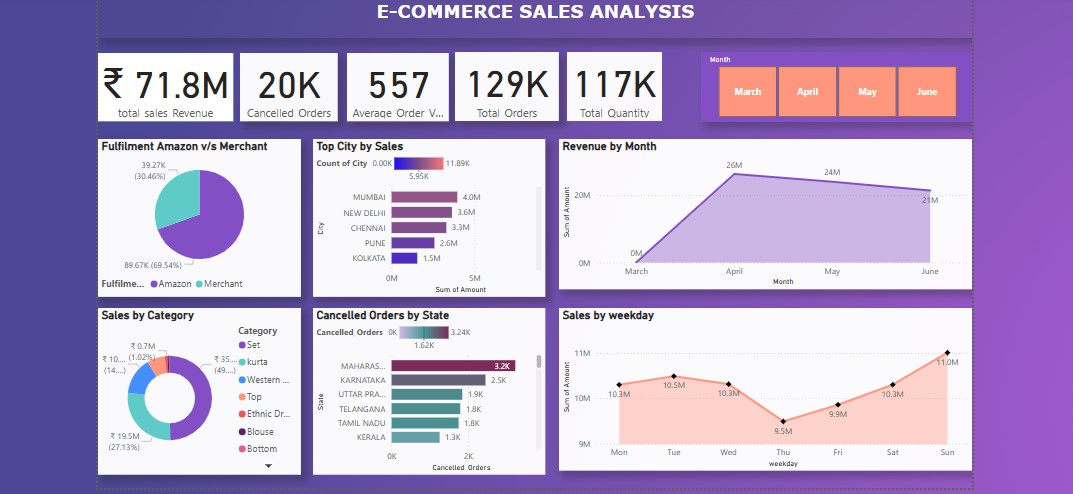 E-COMMERCE SALES ANALYSIS
₹ 71.8M
total sales Revenue
20K
Cancelled Orders
557
Average Order V...
129K
Total Orders
117K
Total Quantity
Month
March
April
May
June
Fulfilment Amazon v/s Merchant
39.27K
(30.46%)
89.67K (69.54%)
Fulfilme...
Amazon
Merchant
Top City by Sales
Count of City 0.00K 11.89K
5.95K
City
MUMBAI 4.0M
NEW DELHI 3.6M
CHENNAI 3.3M
PUNE 2.6M
KOLKATA 1.5M
0M 5M
Sum of Amount
Revenue by Month
Sum of Amount
20M
0M
0M
26M
24M
21M
March April May June
Month
Sales by Category
₹ 0.7M
(1.02%)
₹ 10....
(14....)
₹ 35....
(49....)
₹ 19.5M
(27.13%)
Category
Set
kurta
Western ...
Top
Ethnic Dr...
Blouse
Bottom
Cancelled Orders by State
Cancelled_Orders 0K 3.24K
1.62K
State
MAHARAS... 3.2K
KARNATAKA 2.5K
UTTAR PRA... 1.9K
TELANGANA 1.8K
TAMIL NADU 1.8K
KERALA 1.3K
0K 2K
Cancelled_Orders
Sales by weekday
Sum of Amount
11M
10M
9M
10.3M
10.5M
10.3M
9.5M
9.9M
10.3M
11.0M
Mon Tue Wed Thu Fri Sat Sun
weekday